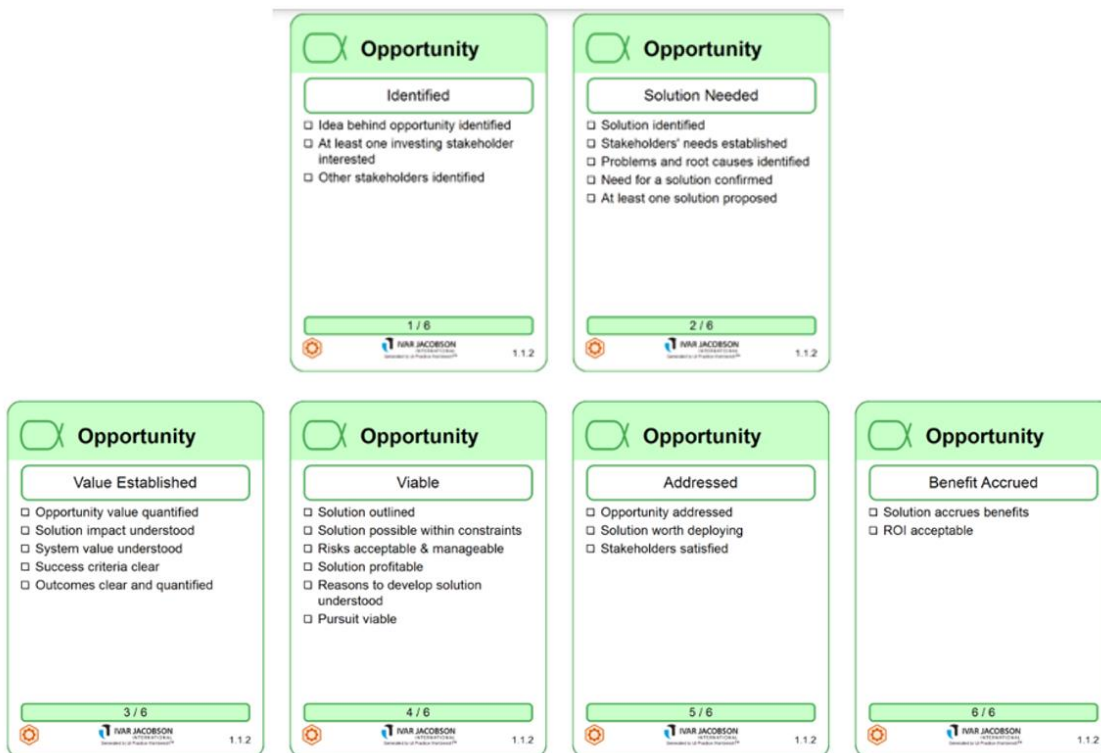 Opportunity
Identified
☐ Idea behind opportunity identified
☐ At least one investing stakeholder
interested
☐ Other stakeholders identified
1 / 6
IVAR JACOBSON
INTERNATIONAL
1.1.2
Opportunity
Solution Needed
☐ Solution identified
☐ Stakeholders' needs established
☐ Problems and root causes identified
☐ Need for a solution confirmed
☐ At least one solution proposed
2 / 6
IVAR JACOBSON
INTERNATIONAL
1.1.2
Opportunity
Value Established
☐ Opportunity value quantified
☐ Solution impact understood
☐ System value understood
☐ Success criteria clear
☐ Outcomes clear and quantified
3 / 6
IVAR JACOBSON
INTERNATIONAL
1.1.2
Opportunity
Viable
☐ Solution outlined
☐ Solution possible within constraints
☐ Risks acceptable & manageable
☐ Solution profitable
☐ Reasons to develop solution
understood
☐ Pursuit viable
4 / 6
IVAR JACOBSON
INTERNATIONAL
1.1.2
Opportunity
Addressed
☐ Opportunity addressed
☐ Solution worth deploying
☐ Stakeholders satisfied
5 / 6
IVAR JACOBSON
INTERNATIONAL
1.1.2
Opportunity
Benefit Accrued
☐ Solution accrues benefits
☐ ROI acceptable
6 / 6
IVAR JACOBSON
INTERNATIONAL
1.1.2